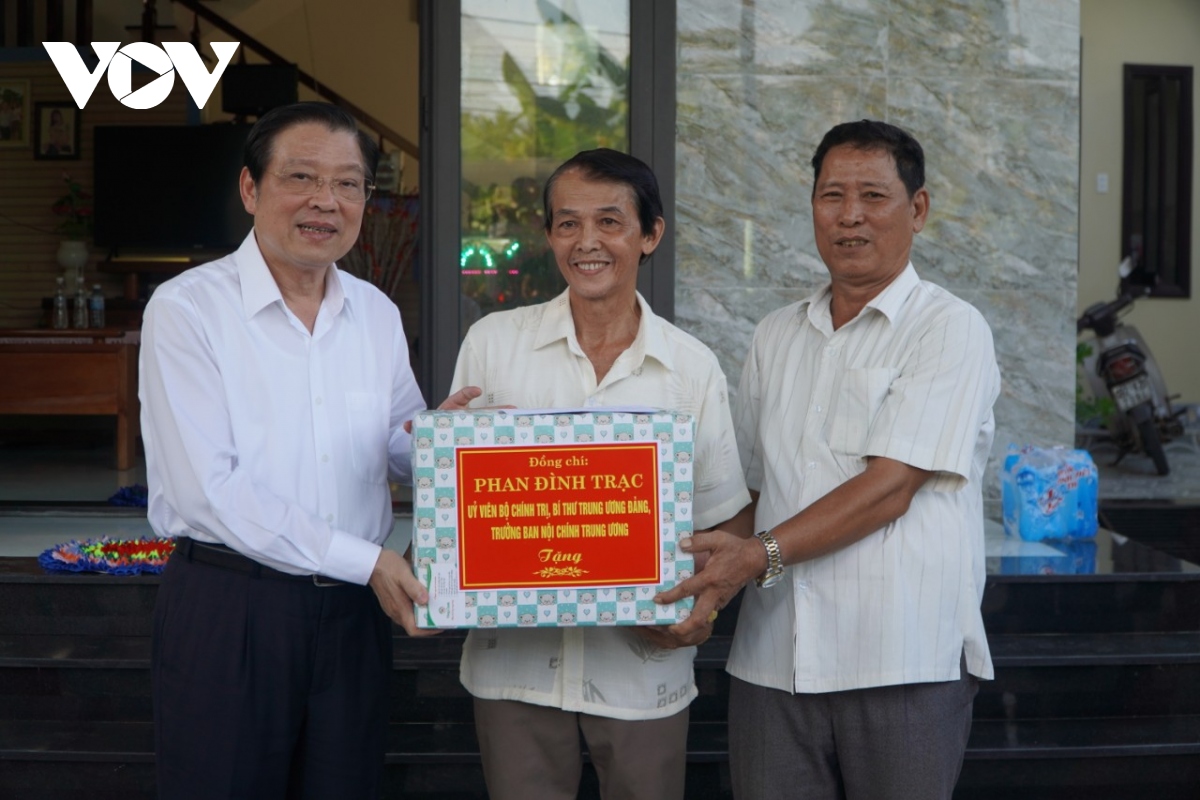 VOV
Đồng chí:
PHAN ĐÌNH TRẠC
UỶ VIÊN BỘ CHÍNH TRỊ, BÍ THƯ TRUNG ƯƠNG ĐẢNG,
TRƯỞNG BAN NỘI CHÍNH TRUNG ƯƠNG
Tặng